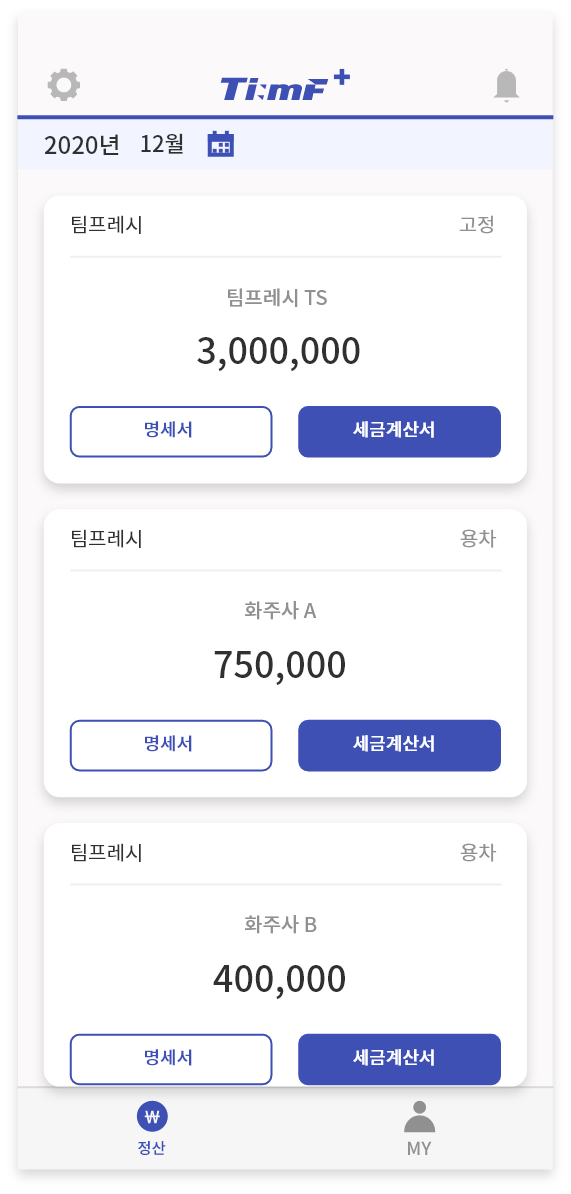 TimF+
2020년 12월
팀프레시 고정
팀프레시 TS
3,000,000
명세서 세금계산서
팀프레시 용차
화주사 A
750,000
명세서 세금계산서
팀프레시 용차
화주사 B
400,000
명세서 세금계산서
₩
정산 MY